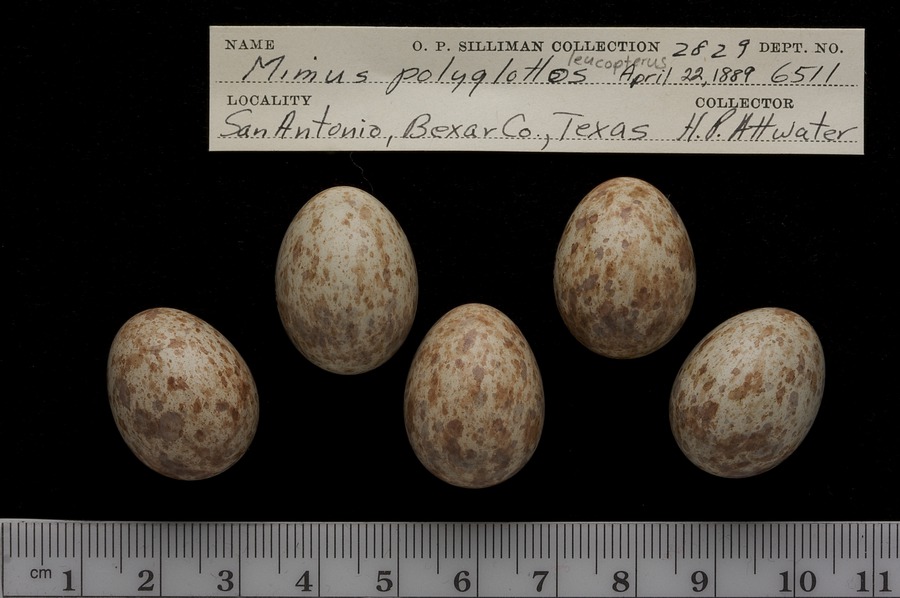 NAME O. P. SILLIMAN COLLECTION 2829 DEPT. NO.
leucopterus
Mimus polyglottos April 22, 1889 6511
LOCALITY COLLECTOR
San Antonio, Bexar Co., Texas H. P. Attwater
cm 1 2 3 4 5 6 7 8 9 10 11